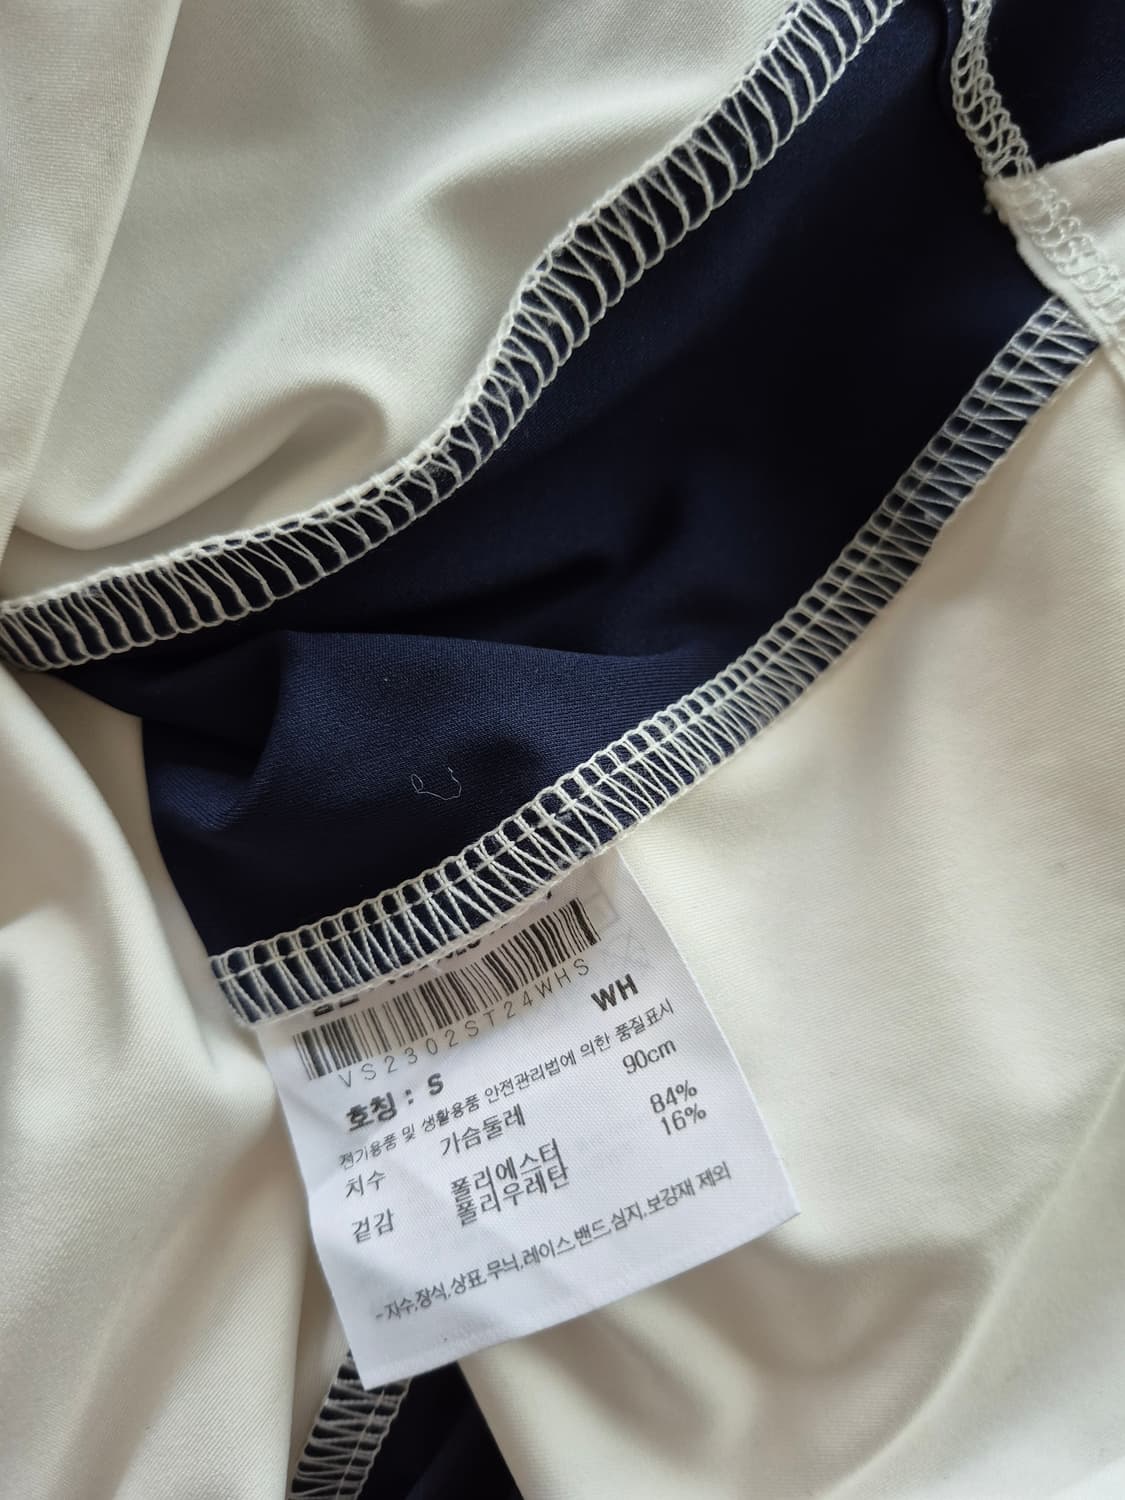 VS2302ST24WHS
호칭 : S WH
전기용품 및 생활용품 안전관리법에 의한 품질표시
치수 가슴둘레 90cm
겉감 폴리에스터 84%
폴리우레탄 16%
-자수,장식,상표,무늬,레이스,밴드,심지,보강재 제외